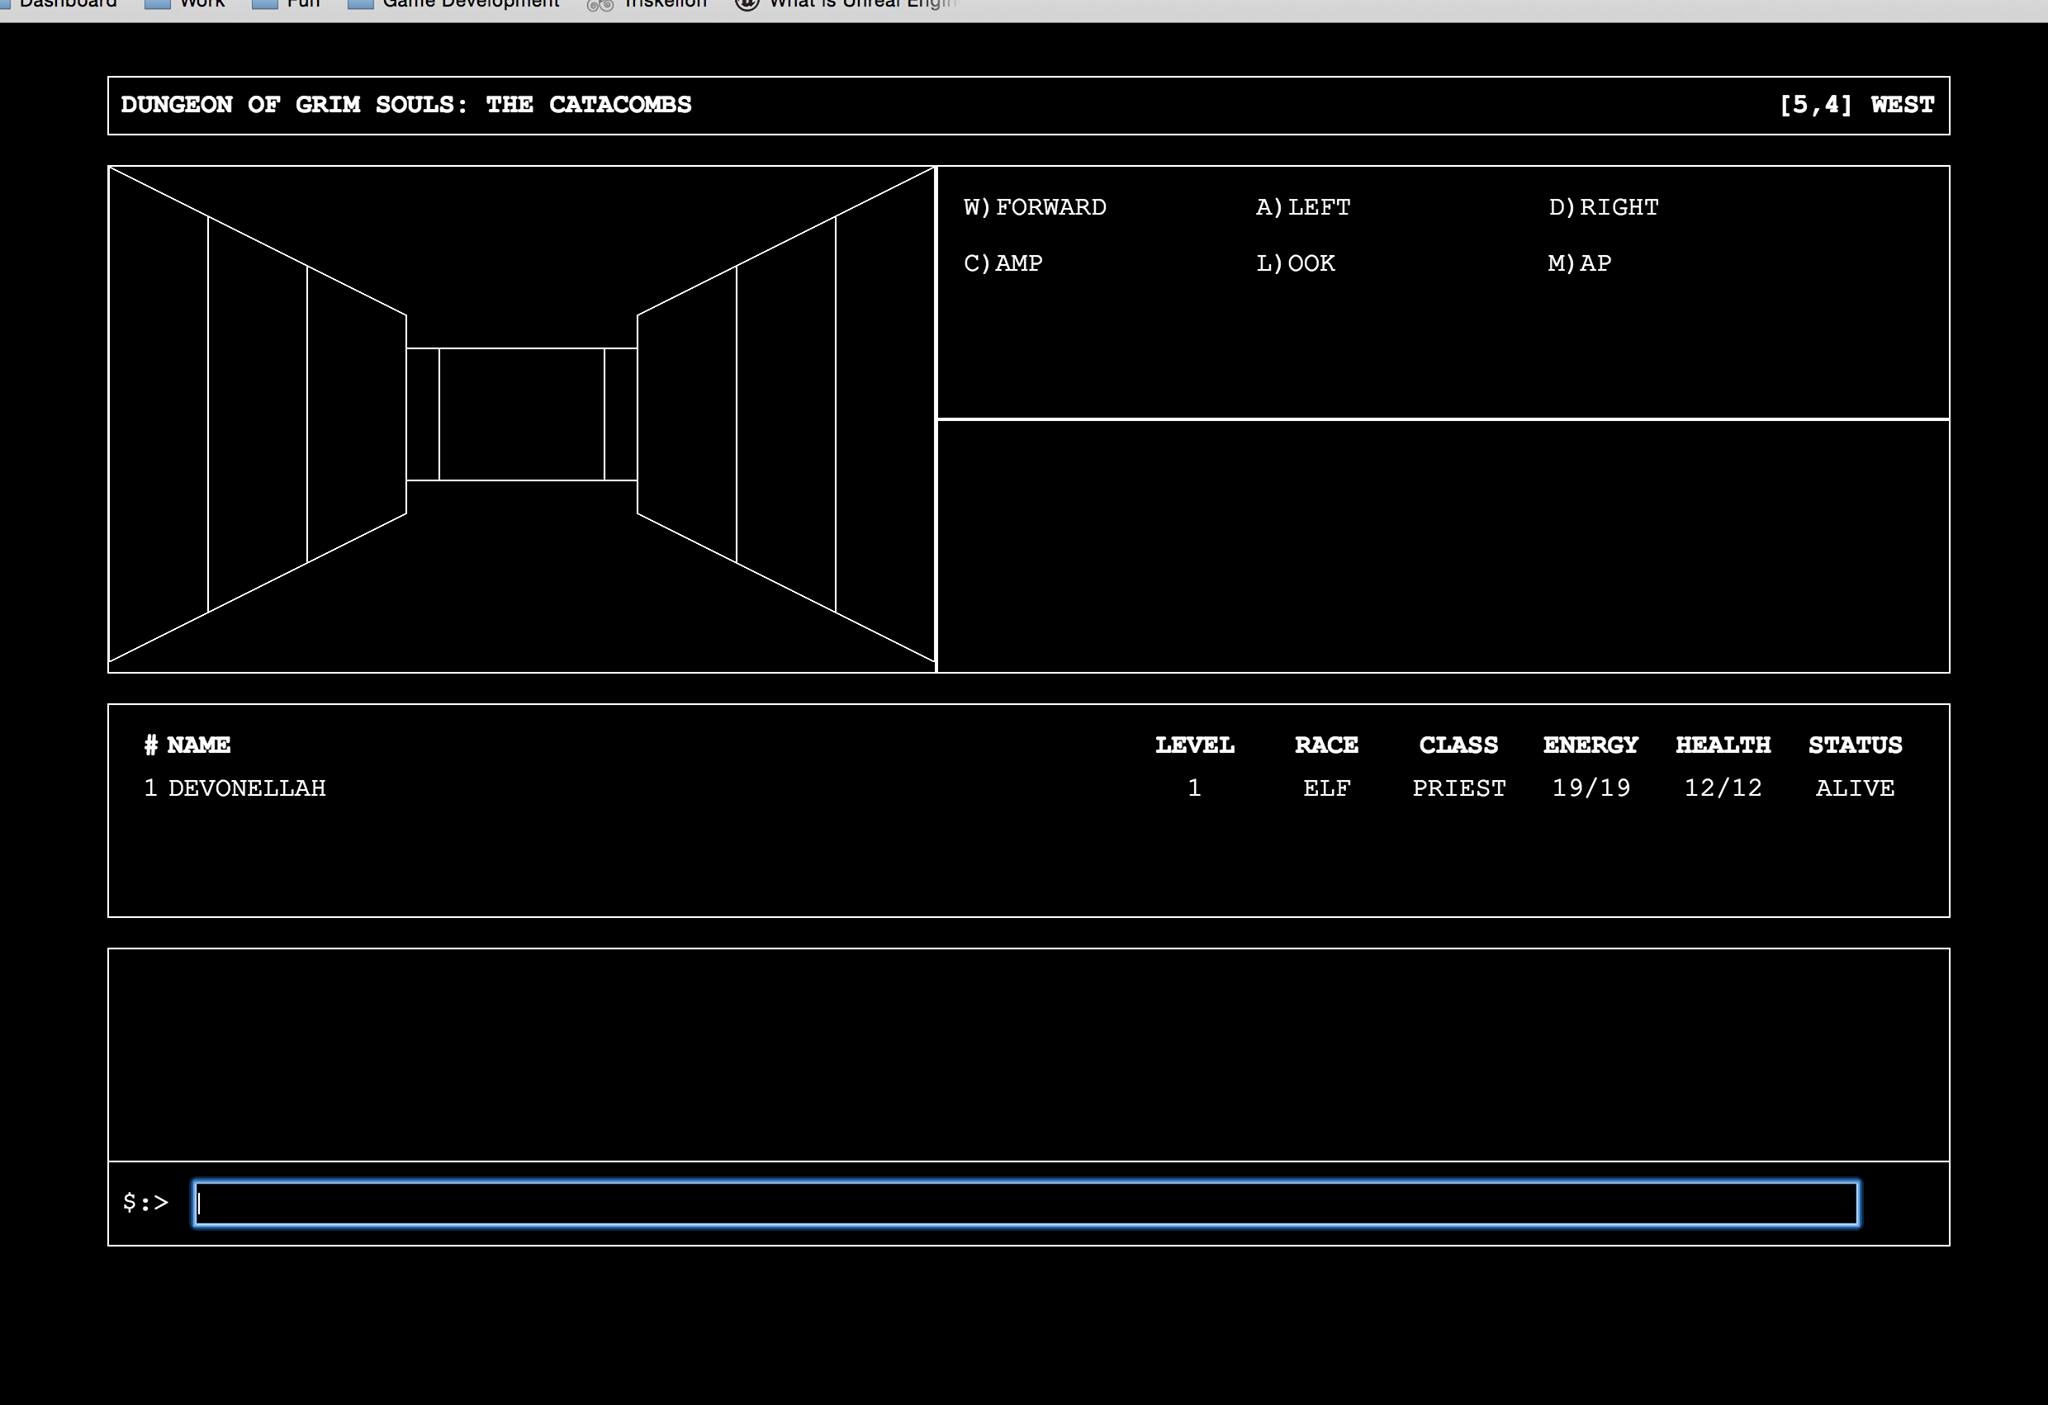 Dashboard Work Fun Game Development Triskelion What is Unreal Engin
DUNGEON OF GRIM SOULS: THE CATACOMBS [5,4] WEST
W)FORWARD A)LEFT D)RIGHT
C)AMP L)OOK M)AP
# NAME LEVEL RACE CLASS ENERGY HEALTH STATUS
1 DEVONELLAH 1 ELF PRIEST 19/19 12/12 ALIVE
$:>